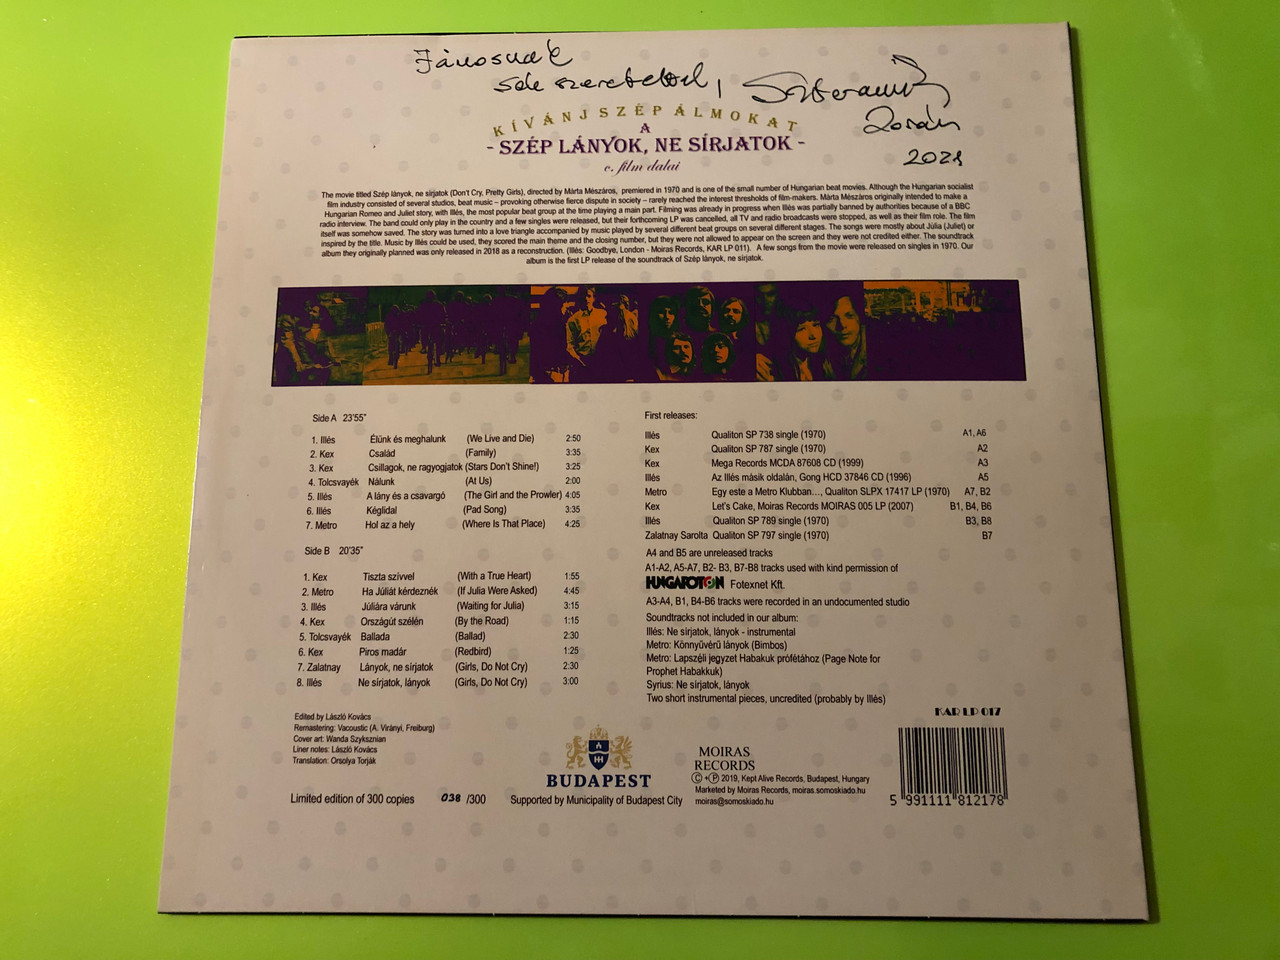 Jánosnak
sok szeretettel,
Zorán
KÍVÁNJ SZÉP ÁLMOKAT
A
- SZÉP LÁNYOK, NE SÍRJATOK -
c. film dalai
The movie titled Szép lányok, ne sírjatok (Don't Cry, Pretty Girls), directed by Márta Mészáros, premiered in 1970 and is one of the small number of Hungarian beat movies. Although the Hungarian socialist
film industry consisted of several studios, beat music – provoking otherwise fierce dispute in society – rarely reached the interest thresholds of film-makers. Márta Mészáros originally intended to make a
Hungarian Romeo and Juliet story, with Illés, the most popular beat group at the time playing a main part. Filming was already in progress when Illés was partially banned by authorities because of a BBC
radio interview. The band could only play in the country and a few singles were released, but their forthcoming LP was cancelled, all TV and radio broadcasts were stopped, as well as their film role. The film
itself was somehow saved. The story was turned into a love triangle accompanied by music played by several different beat groups on several different stages. The songs were mostly about Júlia (Juliet) or
inspired by the title. Music by Illés could be used, they scored the main theme and the closing number, but they were not allowed to appear on the screen and they were not credited either. The soundtrack
album they originally planned was only released in 2018 as a reconstruction. (Illés: Goodbye, London - Moiras Records, KAR LP 011). A few songs from the movie were released on singles in 1970. Our
album is the first LP release of the soundtrack of Szép lányok, ne sírjatok.
Side A 23'55"
1. Illés Élünk és meghalunk (We Live and Die) 2:50
2. Kex Család (Family) 3:35
3. Kex Csillagok, ne ragyogjatok (Stars Don't Shine!) 3:25
4. Tolcsvayék Nálunk (At Us) 2:00
5. Illés A lány és a csavargó (The Girl and the Prowler) 4:05
6. Illés Kéglidal (Pad Song) 3:35
7. Metro Hol az a hely (Where Is That Place) 4:25
Side B 20'35"
1. Kex Tiszta szívvel (With a True Heart) 1:55
2. Metro Ha Júliát kérdeznék (If Julia Were Asked) 4:45
3. Illés Júliára várunk (Waiting for Julia) 3:15
4. Kex Országút szélén (By the Road) 1:15
5. Tolcsvayék Ballada (Ballad) 2:30
6. Kex Piros madár (Redbird) 1:25
7. Zalatnay Lányok, ne sírjatok (Girls, Do Not Cry) 2:30
8. Illés Ne sírjatok, lányok (Girls, Do Not Cry) 3:00
First releases:
Illés Qualiton SP 738 single (1970) A1, A6
Kex Qualiton SP 787 single (1970) A2
Kex Mega Records MCDA 87608 CD (1999) A3
Illés Az Illés másik oldalán, Gong HCD 37846 CD (1996) A5
Metro Egy este a Metro Klubban..., Qualiton SLPX 17417 LP (1970) A7, B2
Kex Let's Cake, Moiras Records MOIRAS 005 LP (2007) B1, B4, B6
Illés Qualiton SP 789 single (1970) B3, B8
Zalatnay Sarolta Qualiton SP 797 single (1970) B7
A4 and B5 are unreleased tracks
A1-A2, A5-A7, B2- B3, B7-B8 tracks used with kind permission of
HUNGAROTON Fotexnet Kft.
A3-A4, B1, B4-B6 tracks were recorded in an undocumented studio
Soundtracks not included in our album:
Illés: Ne sírjatok, lányok - instrumental
Metro: Könnyűvérű lányok (Bimbos)
Metro: Lapszéli jegyzet Habakuk prófétához (Page Note for
Prophet Habakkuk)
Syrius: Ne sírjatok, lányok
Two short instrumental pieces, uncredited (probably by Illés)
Edited by László Kovács
Remastering: Vacoustic (A. Virányi, Freiburg)
Cover art: Wanda Szyksznian
Liner notes: László Kovács
Translation: Orsolya Torják
Limited edition of 300 copies 038 /300
BUDAPEST
Supported by Municipality of Budapest City
MOIRAS
RECORDS
© + ℗ 2019, Kept Alive Records, Budapest, Hungary
Marketed by Moiras Records, moiras.somoskiado.hu
moiras@somoskiado.hu
KAR LP 017
5 991111 812178